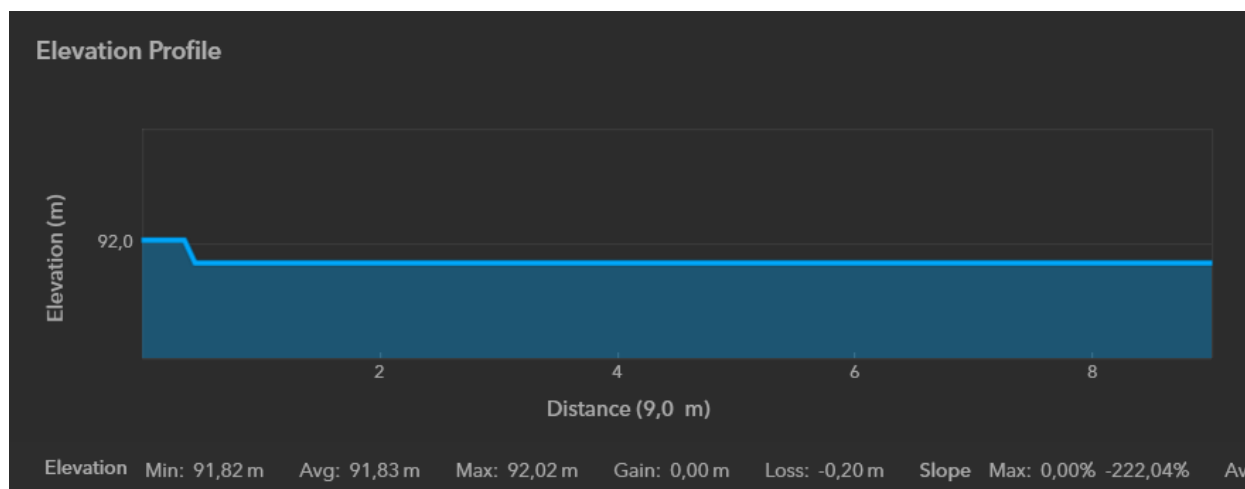 Elevation Profile
Elevation (m)
92,0
2 4 6 8
Distance (9,0 m)
Elevation Min: 91,82 m Avg: 91,83 m Max: 92,02 m Gain: 0,00 m Loss: -0,20 m Slope Max: 0,00% -222,04% Av